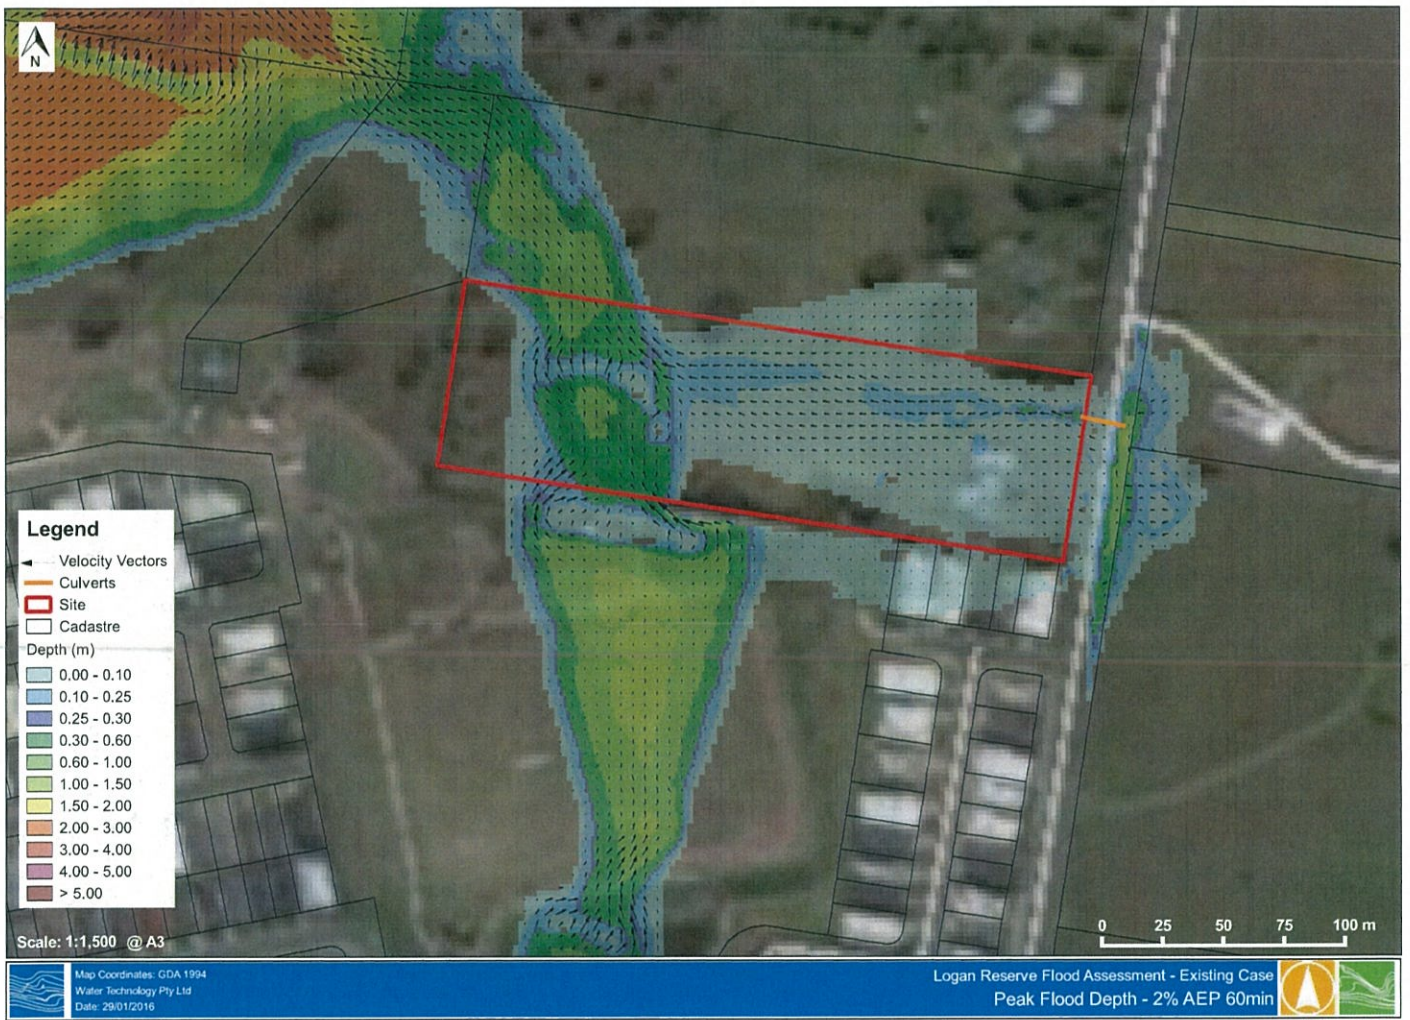 N
Legend
Velocity Vectors
Culverts
Site
Cadastre
Depth (m)
0.00 - 0.10
0.10 - 0.25
0.25 - 0.30
0.30 - 0.60
0.60 - 1.00
1.00 - 1.50
1.50 - 2.00
2.00 - 3.00
3.00 - 4.00
4.00 - 5.00
> 5.00
Scale: 1:1,500 @ A3
0 25 50 75 100 m
Map Coordinates: GDA 1994
Water Technology Pty Ltd
Date: 29/01/2016
Logan Reserve Flood Assessment - Existing Case
Peak Flood Depth - 2% AEP 60min